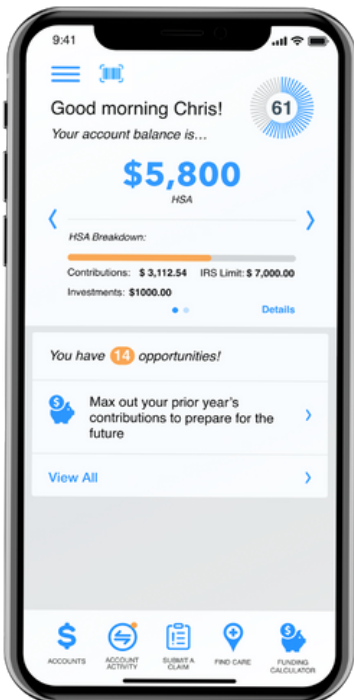 9:41
Good morning Chris!
61
Your account balance is...
$5,800
HSA
HSA Breakdown:
Contributions: $ 3,112.54 IRS Limit: $ 7,000.00
Investments: $1000.00
Details
You have 14 opportunities!
Max out your prior year's
contributions to prepare for the
future
View All
ACCOUNTS
ACCOUNT
ACTIVITY
SUBMIT A
CLAIM
FIND CARE
FUNDING
CALCULATOR